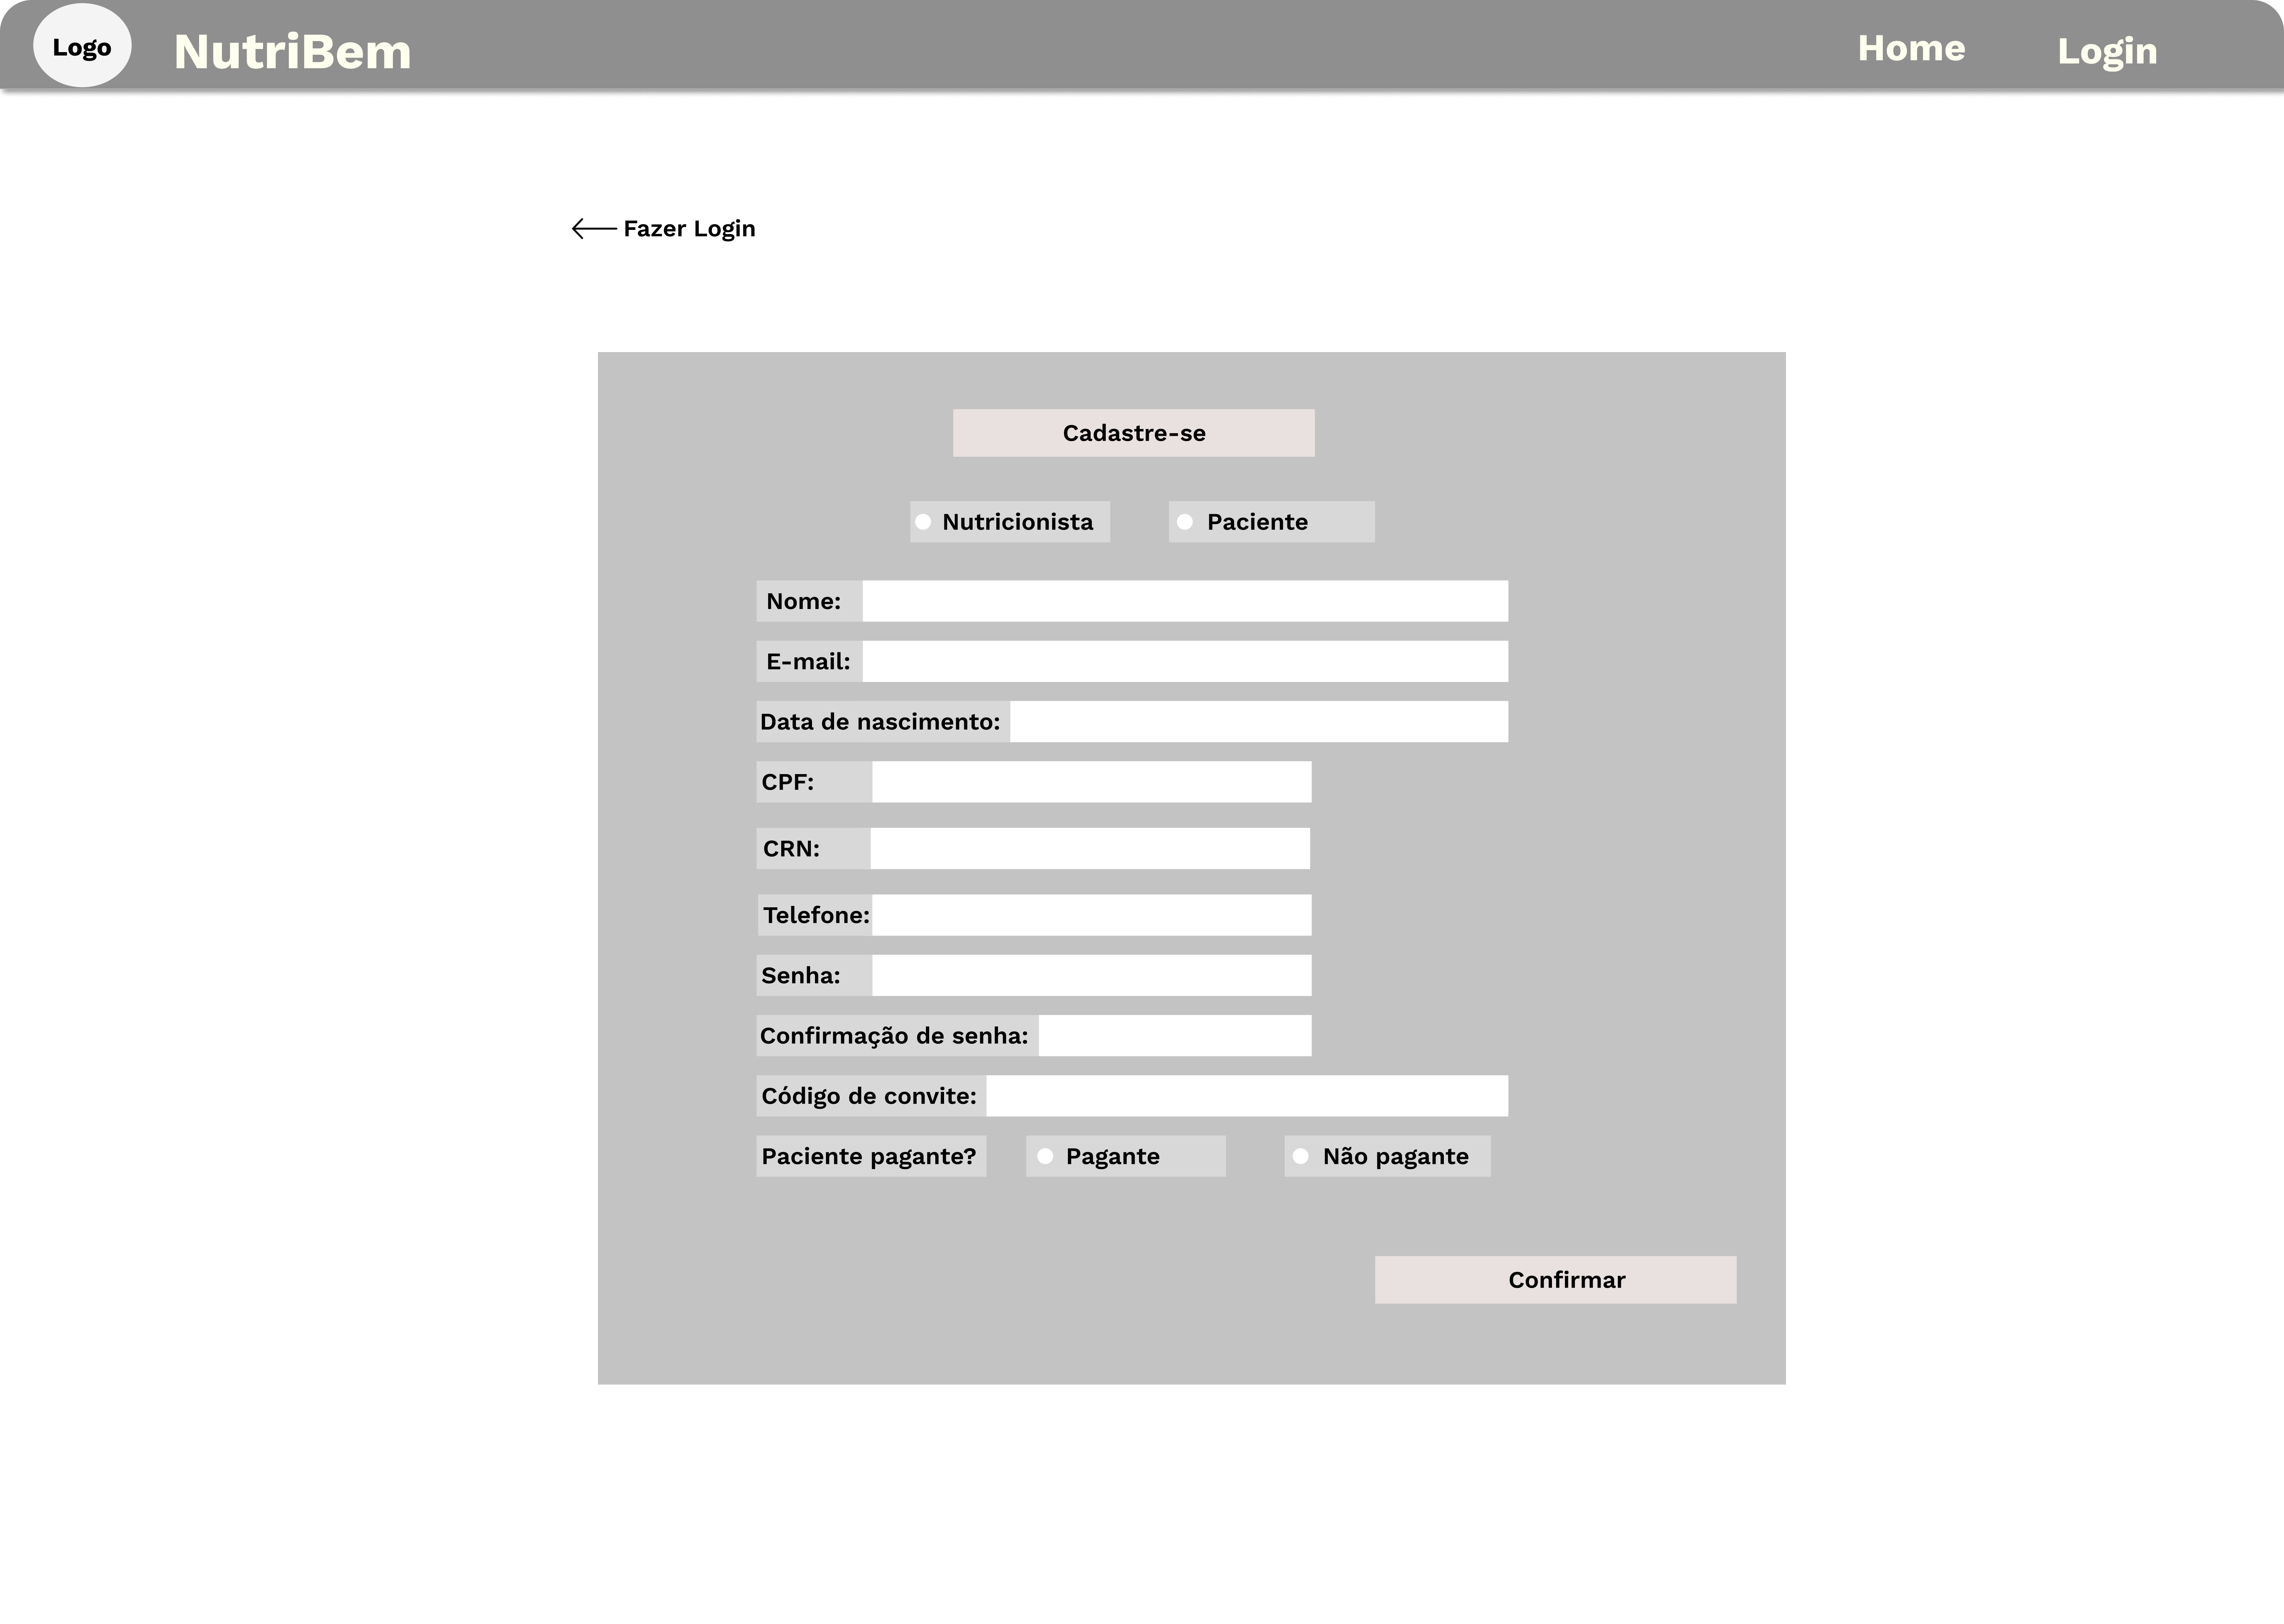 Logo NutriBem Home Login
Fazer Login
Cadastre-se
Nutricionista Paciente
Nome:
E-mail:
Data de nascimento:
CPF:
CRN:
Telefone:
Senha:
Confirmação de senha:
Código de convite:
Paciente pagante? Pagante Não pagante
Confirmar